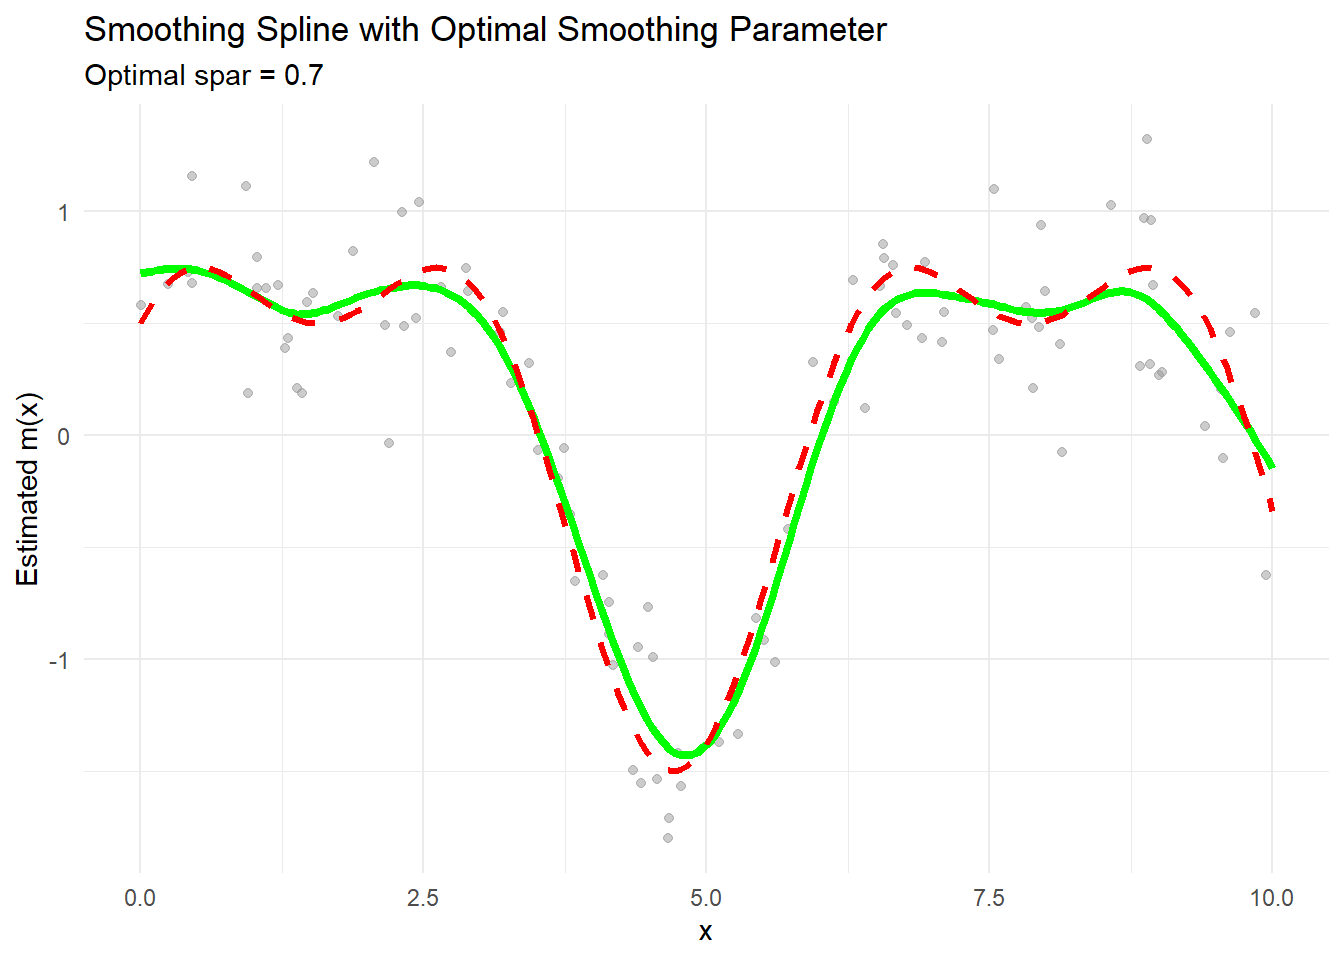 Smoothing Spline with Optimal Smoothing Parameter
Optimal spar = 0.7
Estimated m(x)
1
0
-1
0.0 2.5 5.0 7.5 10.0
x